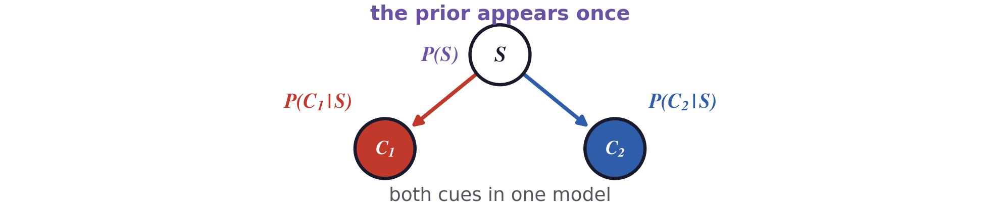 the prior appears once
P(S)
S
P(C₁|S)
P(C₂|S)
C₁
C₂
both cues in one model